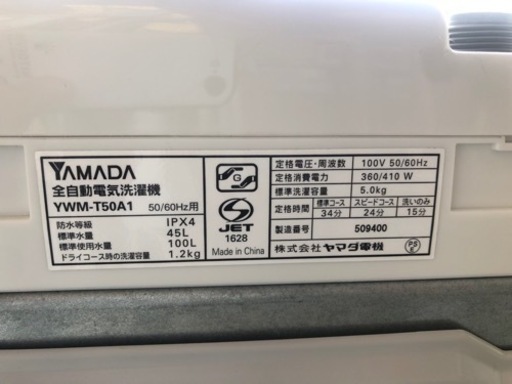 YAMADA
全自動電気洗濯機
YWM-T50A1 50/60Hz用
防水等級 IPX4
標準水量 45L
標準使用水量 100L
ドライコース時の洗濯容量 1.2kg
G
S
JET
1628
Made in China
定格電圧・周波数 100V 50/60Hz
定格消費電力 360/410 W
標準洗濯容量 5.0kg
定格時間 標準コース スピードコース 洗いのみ
34分 24分 15分
製造番号 509400
株式会社ヤマダ電機
PS
E